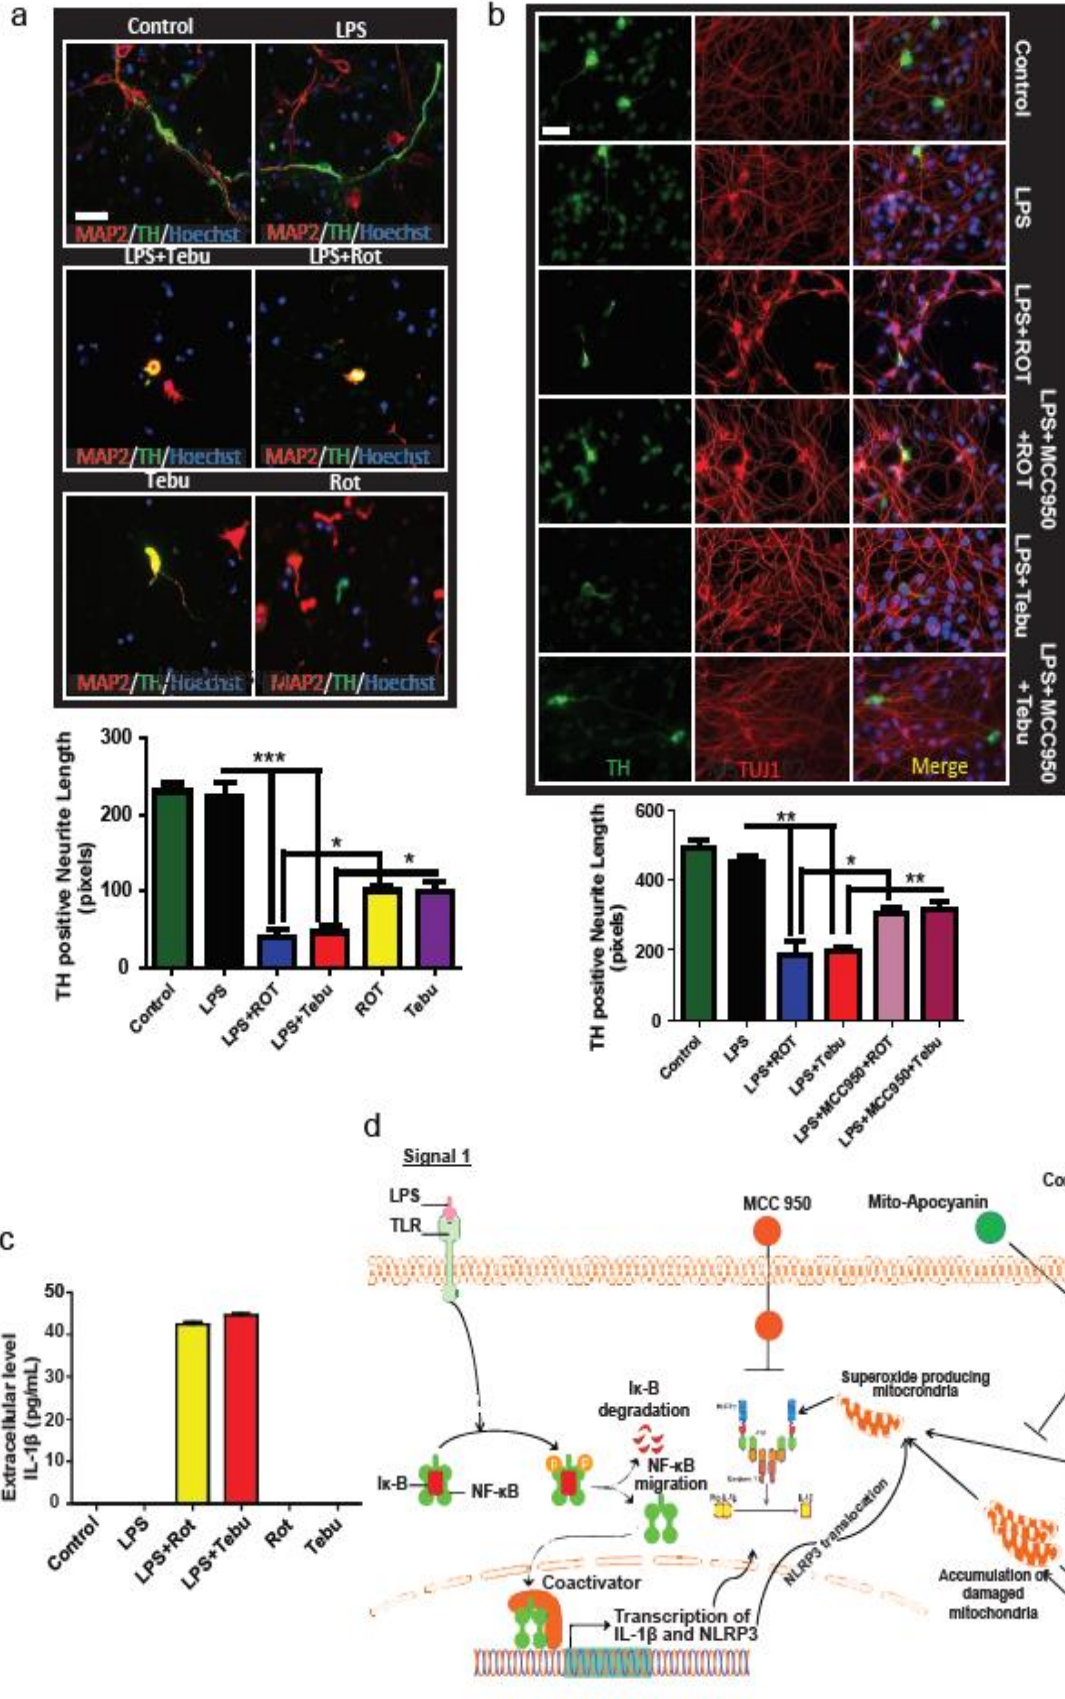 a
Control LPS
MAP2/TH/Hoechst MAP2/TH/Hoechst
LPS+Tebu LPS+Rot
MAP2/TH/Hoechst MAP2/TH/Hoechst
Tebu Rot
MAP2/TH/Hoechst MAP2/TH/Hoechst
TH positive Neurite Length
(pixels)
300
200
100
0
***
*
*
Control
LPS
LPS+ROT
LPS+Tebu
ROT
Tebu
b
Control
LPS
LPS+ROT
LPS+MCC950
+ROT
LPS+Tebu
LPS+MCC950
+Tebu
TH TUJ1 Merge
TH positive Neurite Length
(pixels)
600
400
200
0
**
*
**
Control
LPS
LPS+ROT
LPS+Tebu
LPS+MCC950+ROT
LPS+MCC950+Tebu
c
Extracellular level
IL-1β (pg/mL)
50
40
30
20
10
0
Control
LPS
LPS+Rot
LPS+Tebu
Rot
Tebu
d
Signal 1
LPS
TLR
MCC 950
Mito-Apocyanin
Co
Superoxide producing
mitocrondria
Iκ-B
degradation
P P
NF-κB
migration
Iκ-B
NF-κB
NLRP3 translocation
Accumulation of
damaged
mitochondria
Coactivator
Transcription of
IL-1β and NLRP3